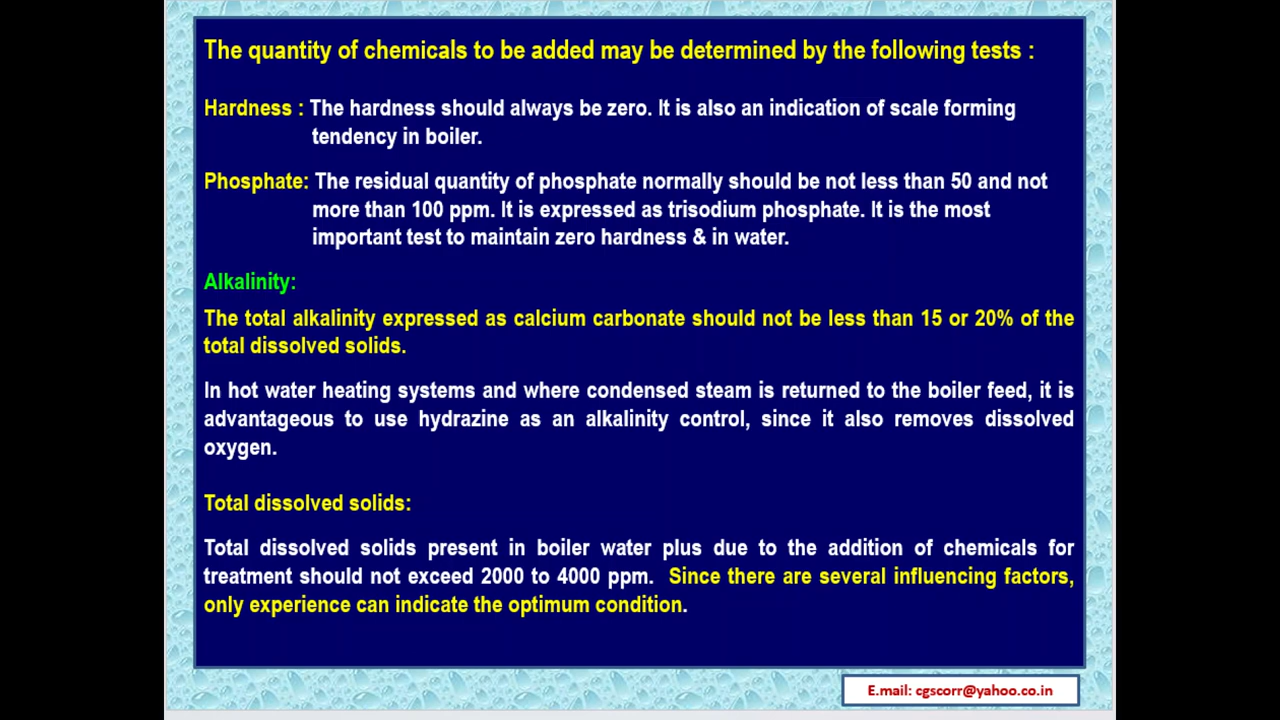 The quantity of chemicals to be added may be determined by the following tests :
Hardness : The hardness should always be zero. It is also an indication of scale forming
tendency in boiler.
Phosphate: The residual quantity of phosphate normally should be not less than 50 and not
more than 100 ppm. It is expressed as trisodium phosphate. It is the most
important test to maintain zero hardness & in water.
Alkalinity:
The total alkalinity expressed as calcium carbonate should not be less than 15 or 20% of the
total dissolved solids.
In hot water heating systems and where condensed steam is returned to the boiler feed, it is
advantageous to use hydrazine as an alkalinity control, since it also removes dissolved
oxygen.
Total dissolved solids:
Total dissolved solids present in boiler water plus due to the addition of chemicals for
treatment should not exceed 2000 to 4000 ppm. Since there are several influencing factors,
only experience can indicate the optimum condition.
E.mail: cgscorr@yahoo.co.in